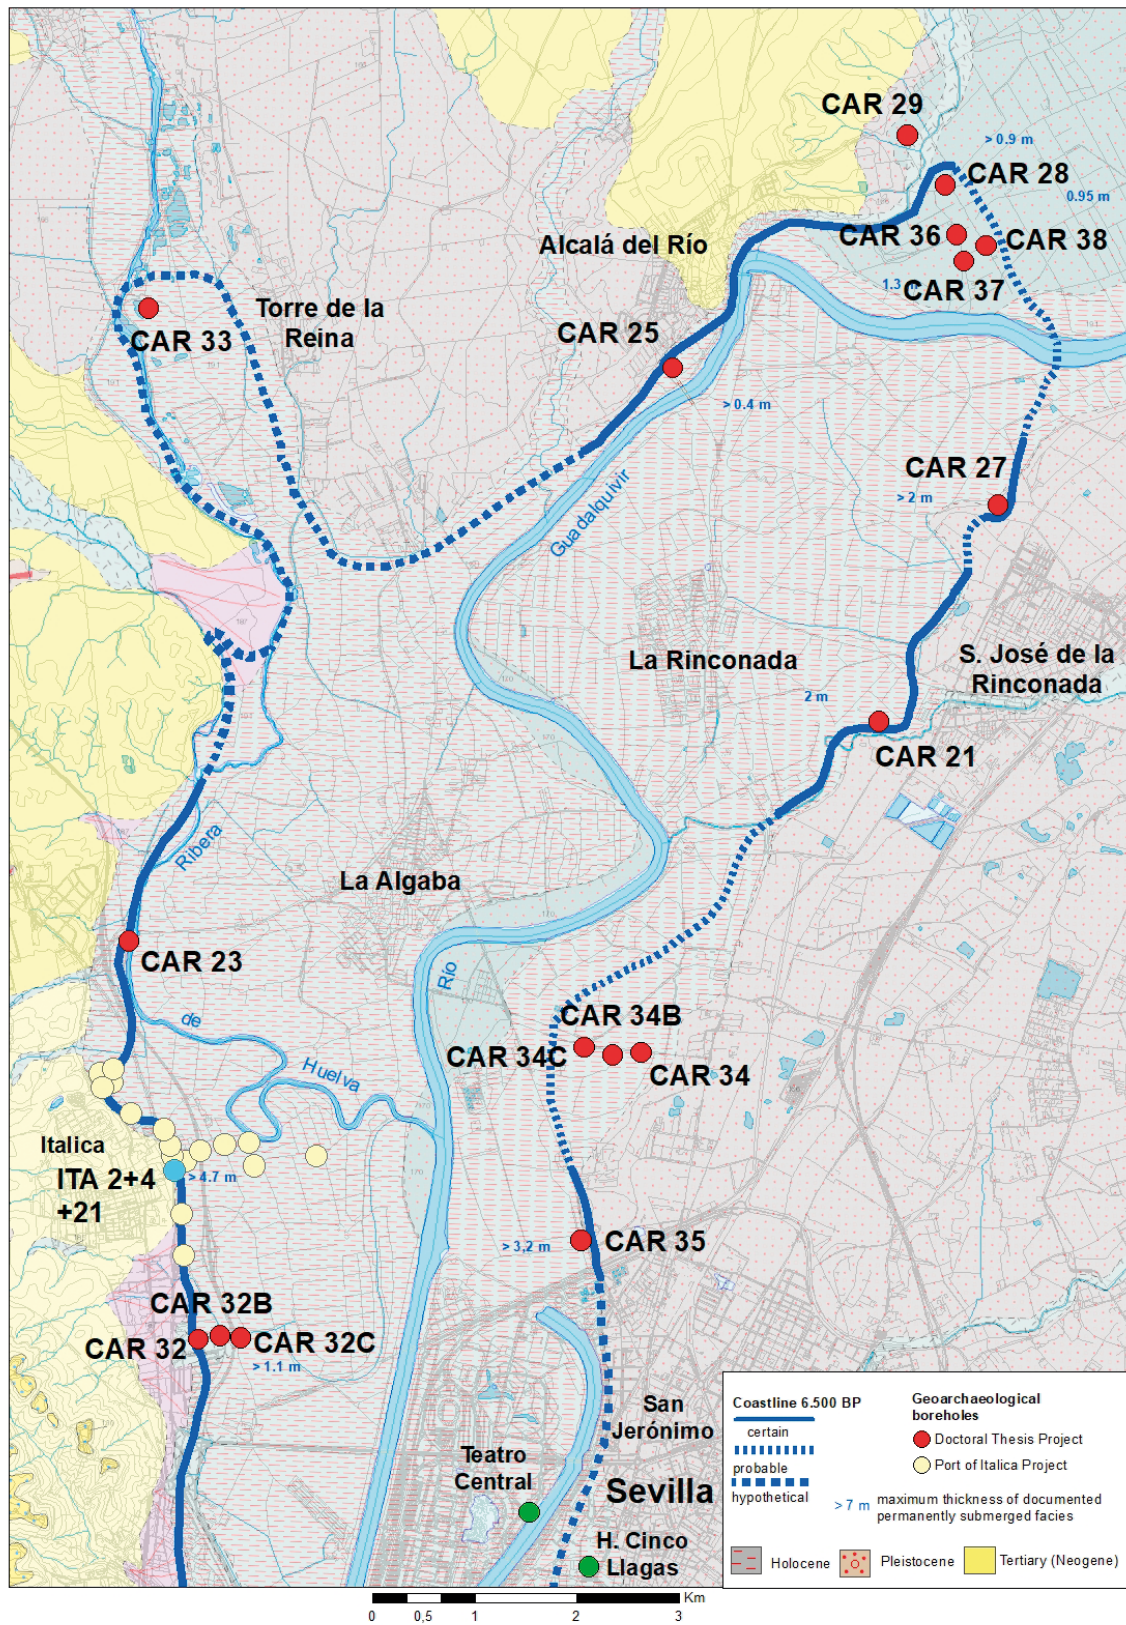 CAR 29
> 0.9 m
CAR 28
0.95 m
CAR 36
CAR 38
Alcalá del Río
CAR 37
Torre de la
Reina
CAR 33
CAR 25
> 0.4 m
CAR 27
> 2 m
Guadalquivir
La Rinconada
S. José de la
Rinconada
2 m
CAR 21
Ribera
La Algaba
CAR 23
Río
de
CAR 34B
CAR 34C
CAR 34
Huelva
Italica
ITA 2+4
+21
> 4.7 m
CAR 35
> 3,2 m
CAR 32B
CAR 32
CAR 32C
> 1.1 m
San
Jerónimo
Teatro
Central
Sevilla
H. Cinco
Llagas
Coastline 6.500 BP
certain
probable
hypothetical
Geoarchaeological
boreholes
Doctoral Thesis Project
Port of Italica Project
> 7 m maximum thickness of documented
permanently submerged facies
Holocene
Pleistocene
Tertiary (Neogene)
Km
0 0,5 1 2 3